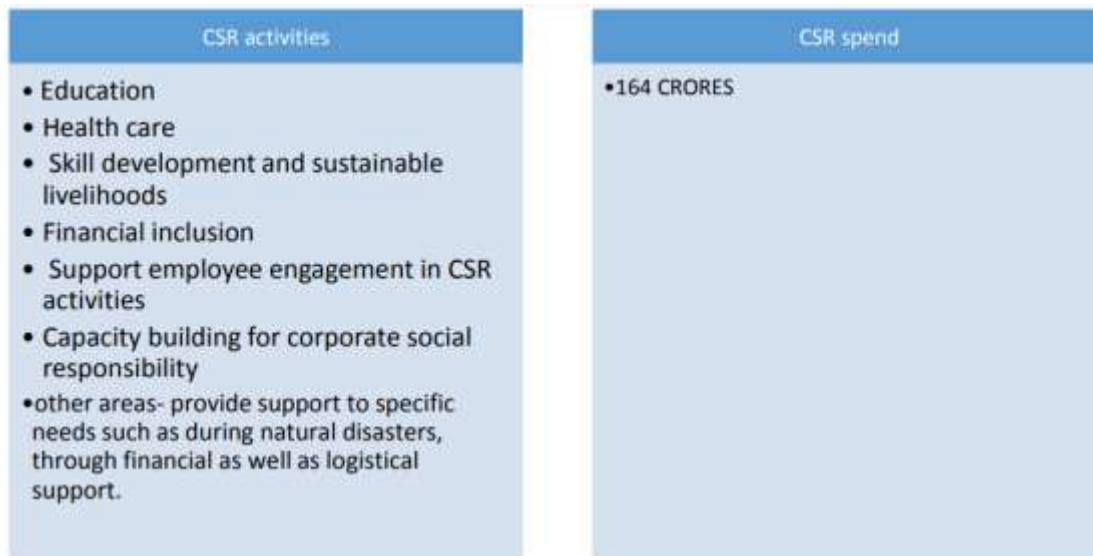 CSR activities
• Education
• Health care
• Skill development and sustainable
livelihoods
• Financial inclusion
• Support employee engagement in CSR
activities
• Capacity building for corporate social
responsibility
•other areas- provide support to specific
needs such as during natural disasters,
through financial as well as logistical
support.
CSR spend
•164 CRORES